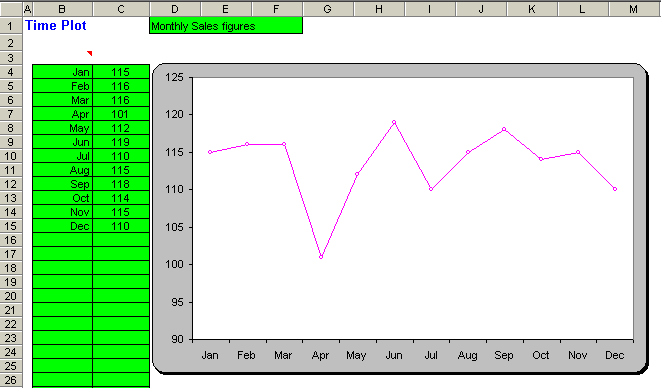 A B C D E F G H I J K L M
1 Time Plot Monthly Sales figures
2
3
4 Jan 115
5 Feb 116
6 Mar 116
7 Apr 101
8 May 112
9 Jun 119
10 Jul 110
11 Aug 115
12 Sep 118
13 Oct 114
14 Nov 115
15 Dec 110
16
17
18
19
20
21
22
23
24
25
26
125
120
115
110
105
100
95
90
Jan Feb Mar Apr May Jun Jul Aug Sep Oct Nov Dec